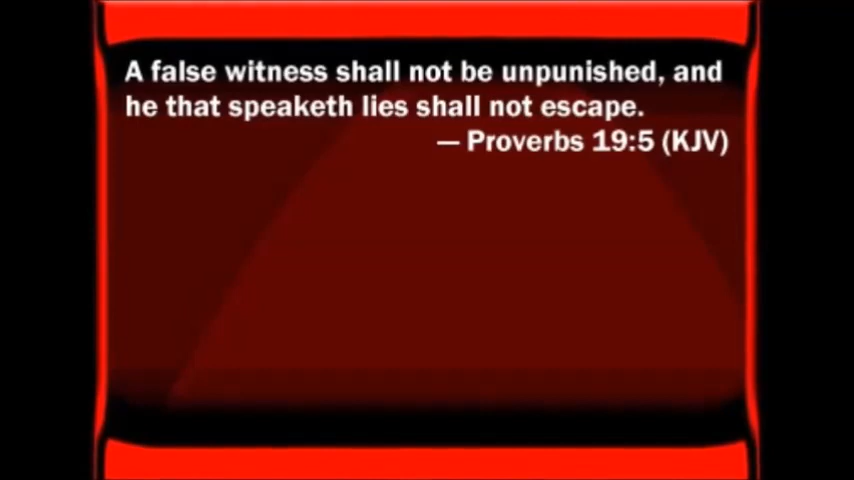 A false witness shall not be unpunished, and
he that speaketh lies shall not escape.
— Proverbs 19:5 (KJV)